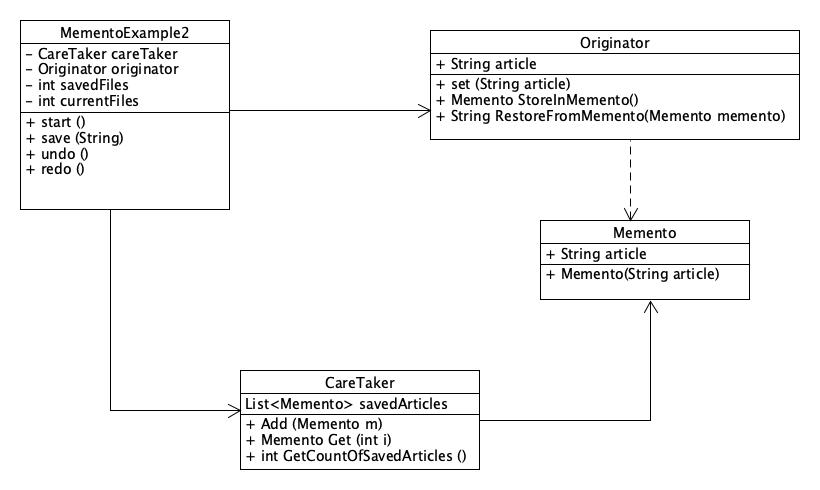 MementoExample2
– CareTaker careTaker
– Originator originator
– int savedFiles
– int currentFiles
+ start ()
+ save (String)
+ undo ()
+ redo ()
Originator
+ String article
+ set (String article)
+ Memento StoreInMemento()
+ String RestoreFromMemento(Memento memento)
Memento
+ String article
+ Memento(String article)
CareTaker
List<Memento> savedArticles
+ Add (Memento m)
+ Memento Get (int i)
+ int GetCountOfSavedArticles ()